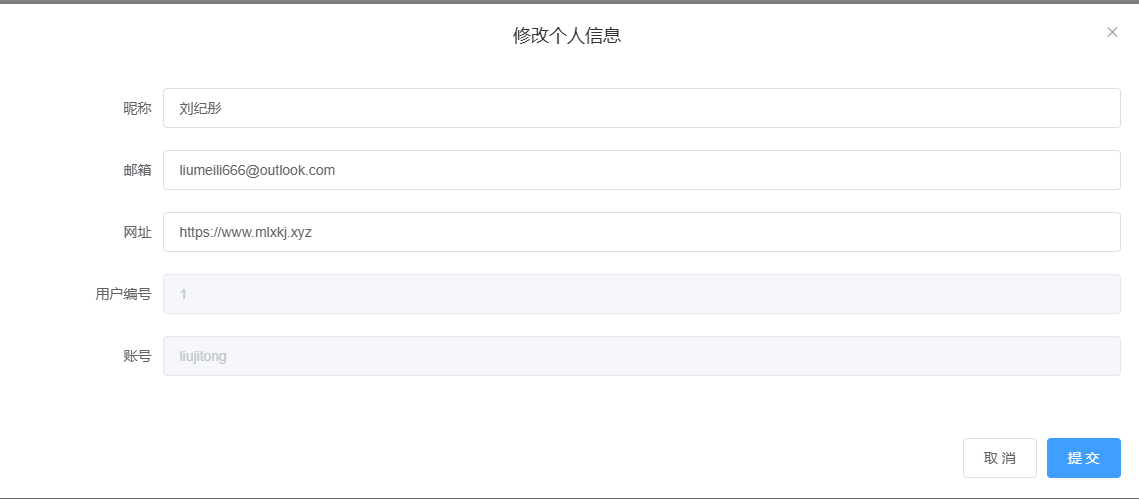 修改个人信息
昵称 刘纪彤
邮箱 liumeili666@outlook.com
网址 https://www.mlxkj.xyz
用户编号 1
账号 liujitong
取 消 提 交